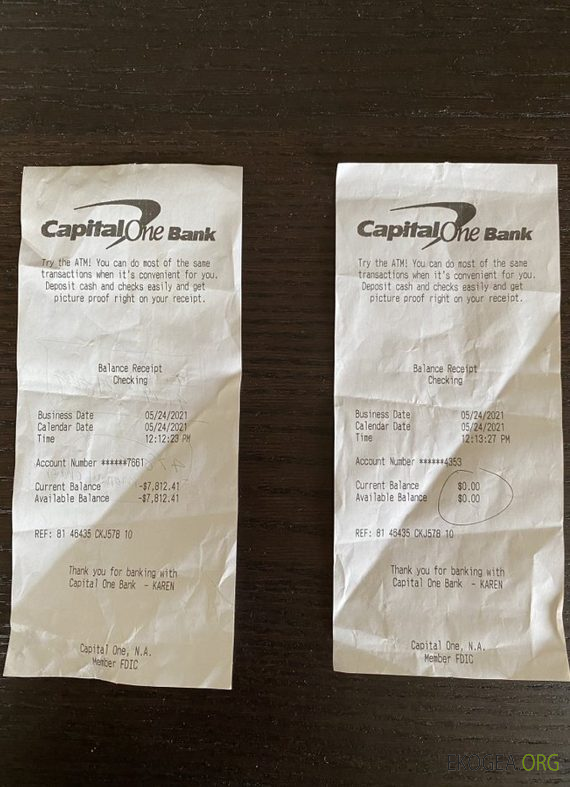 Capital One Bank
Try the ATM! You can do most of the same
transactions when it's convenient for you.
Deposit cash and checks easily and get
picture proof right on your receipt.
Balance Receipt
Checking
Business Date 05/24/2021
Calendar Date 05/24/2021
Time 12:12:23 PM
Account Number ******7661
Current Balance -$7,812.41
Available Balance -$7,812.41
REF: 81 46435 CKJ578 10
Thank you for banking with
Capital One Bank - KAREN
Capital One, N.A.
Member FDIC
Capital One Bank
Try the ATM! You can do most of the same
transactions when it's convenient for you.
Deposit cash and checks easily and get
picture proof right on your receipt.
Balance Receipt
Checking
Business Date 05/24/2021
Calendar Date 05/24/2021
Time 12:13:27 PM
Account Number ******4353
Current Balance $0.00
Available Balance $0.00
REF: 81 46435 CKJ578 10
Thank you for banking with
Capital One Bank - KAREN
Capital One, N.A.
Member FDIC
.ORG